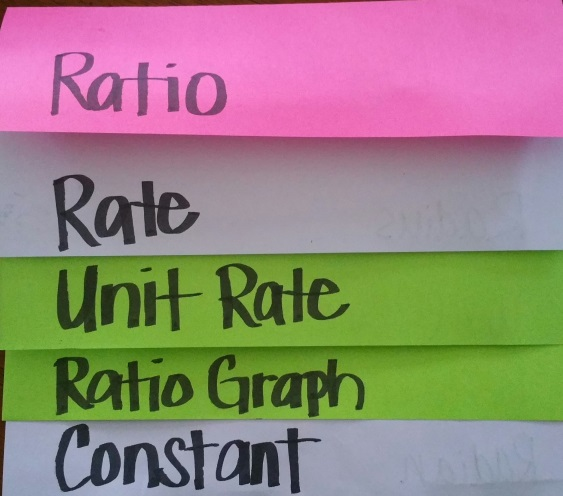 Ratio
Rate
Unit Rate
Ratio Graph
Constant